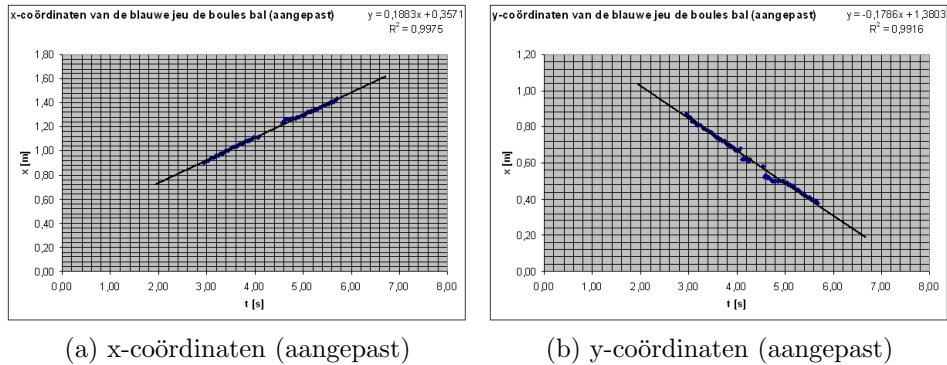 x-coördinaten van de blauwe jeu de boules bal (aangepast) y = 0,1883x + 0,3571
R² = 0,9975
1,80
1,60
1,40
1,20
1,00
0,80
0,60
0,40
0,20
0,00
x [m]
0,00 1,00 2,00 3,00 4,00 5,00 6,00 7,00 8,00
t [s]
(a) x-coördinaten (aangepast)
y-coördinaten van de blauwe jeu de boules bal (aangepast) y = -0,1786x + 1,3803
R² = 0,9916
1,20
1,00
0,80
0,60
0,40
0,20
0,00
x [m]
0,00 1,00 2,00 3,00 4,00 5,00 6,00 7,00 8,00
t [s]
(b) y-coördinaten (aangepast)